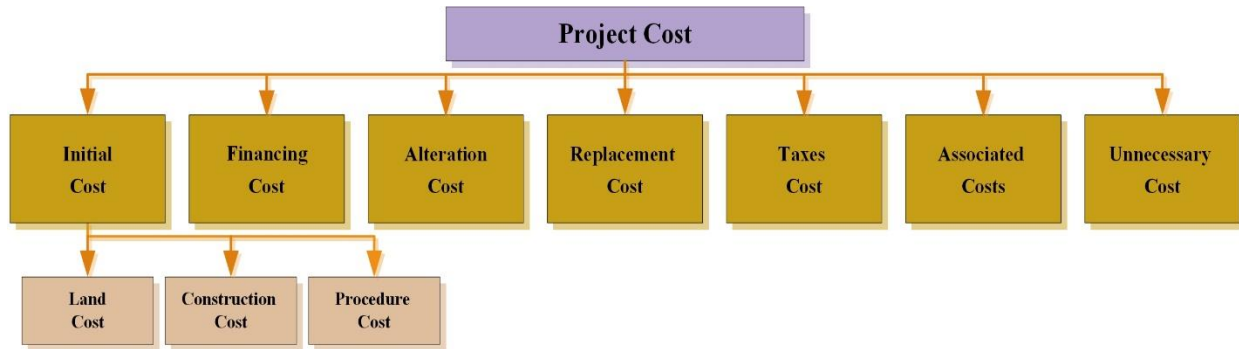 Project Cost
Initial
Cost
Financing
Cost
Alteration
Cost
Replacement
Cost
Taxes
Cost
Associated
Costs
Unnecessary
Cost
Land
Cost
Construction
Cost
Procedure
Cost